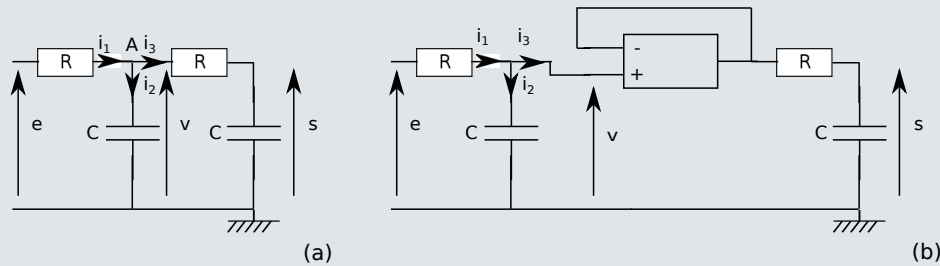 R i₁ A i₃ R
i₂
e C v C s
(a)
R i₁ i₃ - + R
i₂
e C v C s
(b)